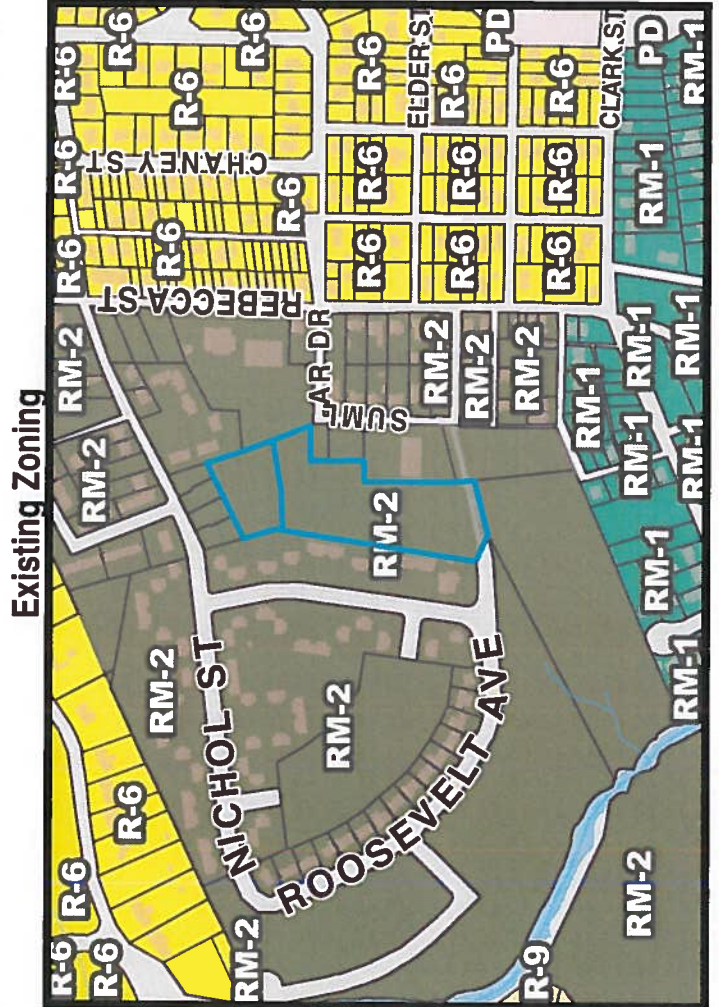 Existing Zoning
R-6
R-6
R-6
R-6
R-6
ELDER ST
PD
R-6
R-6
CLARK ST
PD
RM-1
CHANEY ST
R-6
R-6
R-6
R-6
RM-1
R-6
R-6
REBECCA ST
R-6
R-6
R-6
RM-2
SUMLAR DR
RM-2
RM-2
RM-2
RM-1
RM-1
RM-1
RM-2
RM-1
RM-1
RM-2
RM-1
RM-2
NICHOL ST
RM-2
ROOSEVELT AVE
RM-1
R-6
R-6
R-6
R-6
RM-2
R-9
RM-2